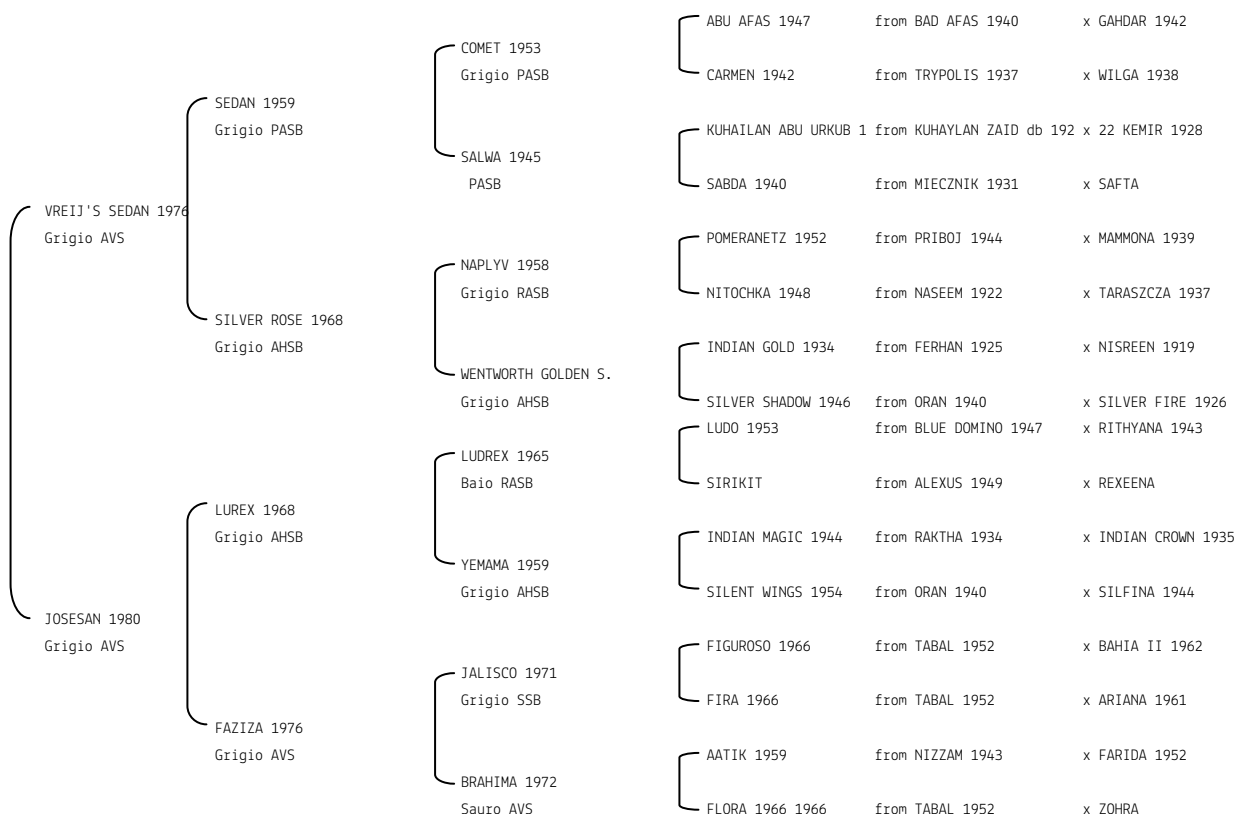 ABU AFAS 1947 from BAD AFAS 1940 x GAHDAR 1942
COMET 1953
Grigio PASB
CARMEN 1942 from TRYPOLIS 1937 x WILGA 1938
SEDAN 1959
Grigio PASB
KUHAILAN ABU URKUB 1 from KUHAYLAN ZAID db 192 x 22 KEMIR 1928
SALWA 1945
PASB
SABDA 1940 from MIECZNIK 1931 x SAFTA
VREIJ'S SEDAN 1976
Grigio AVS
POMERANETZ 1952 from PRIBOJ 1944 x MAMMONA 1939
NAPLYV 1958
Grigio RASB
NITOCHKA 1948 from NASEEM 1922 x TARASZCZA 1937
SILVER ROSE 1968
Grigio AHSB
INDIAN GOLD 1934 from FERHAN 1925 x NISREEN 1919
WENTWORTH GOLDEN S.
Grigio AHSB
SILVER SHADOW 1946 from ORAN 1940 x SILVER FIRE 1926
LUDO 1953 from BLUE DOMINO 1947 x RITHYANA 1943
LUDREX 1965
Baio RASB
SIRIKIT from ALEXUS 1949 x REXEENA
LUREX 1968
Grigio AHSB
INDIAN MAGIC 1944 from RAKTHA 1934 x INDIAN CROWN 1935
YEMAMA 1959
Grigio AHSB
SILENT WINGS 1954 from ORAN 1940 x SILFINA 1944
JOSESAN 1980
Grigio AVS
FIGUROSO 1966 from TABAL 1952 x BAHIA II 1962
JALISCO 1971
Grigio SSB
FIRA 1966 from TABAL 1952 x ARIANA 1961
FAZIZA 1976
Grigio AVS
AATIK 1959 from NIZZAM 1943 x FARIDA 1952
BRAHIMA 1972
Sauro AVS
FLORA 1966 1966 from TABAL 1952 x ZOHRA